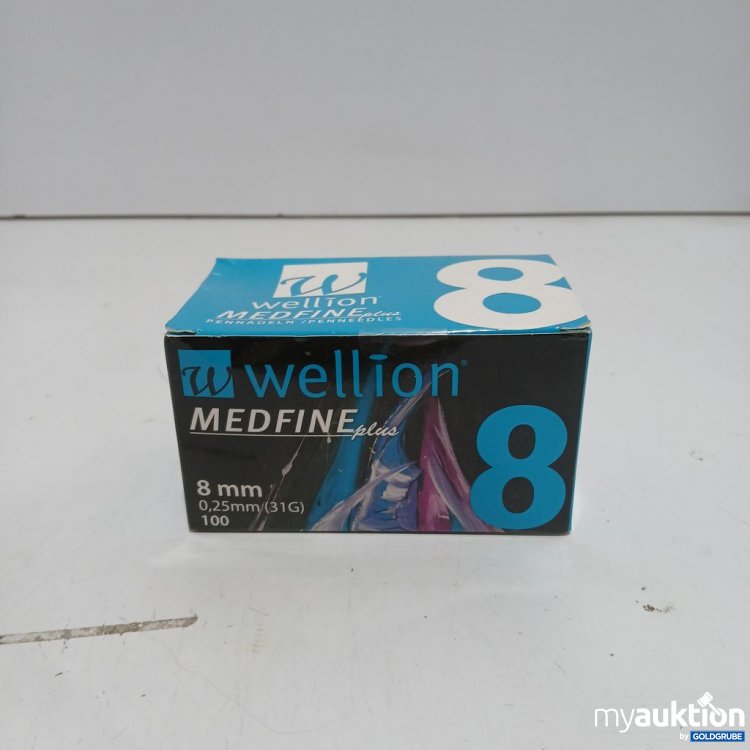 w
wellion
MEDFINE plus
PENNADELN / PENNEEDLES
8
w wellion®
MEDFINE plus
8 mm
0,25mm (31G)
100
8
myauktion
by GOLDGRUBE